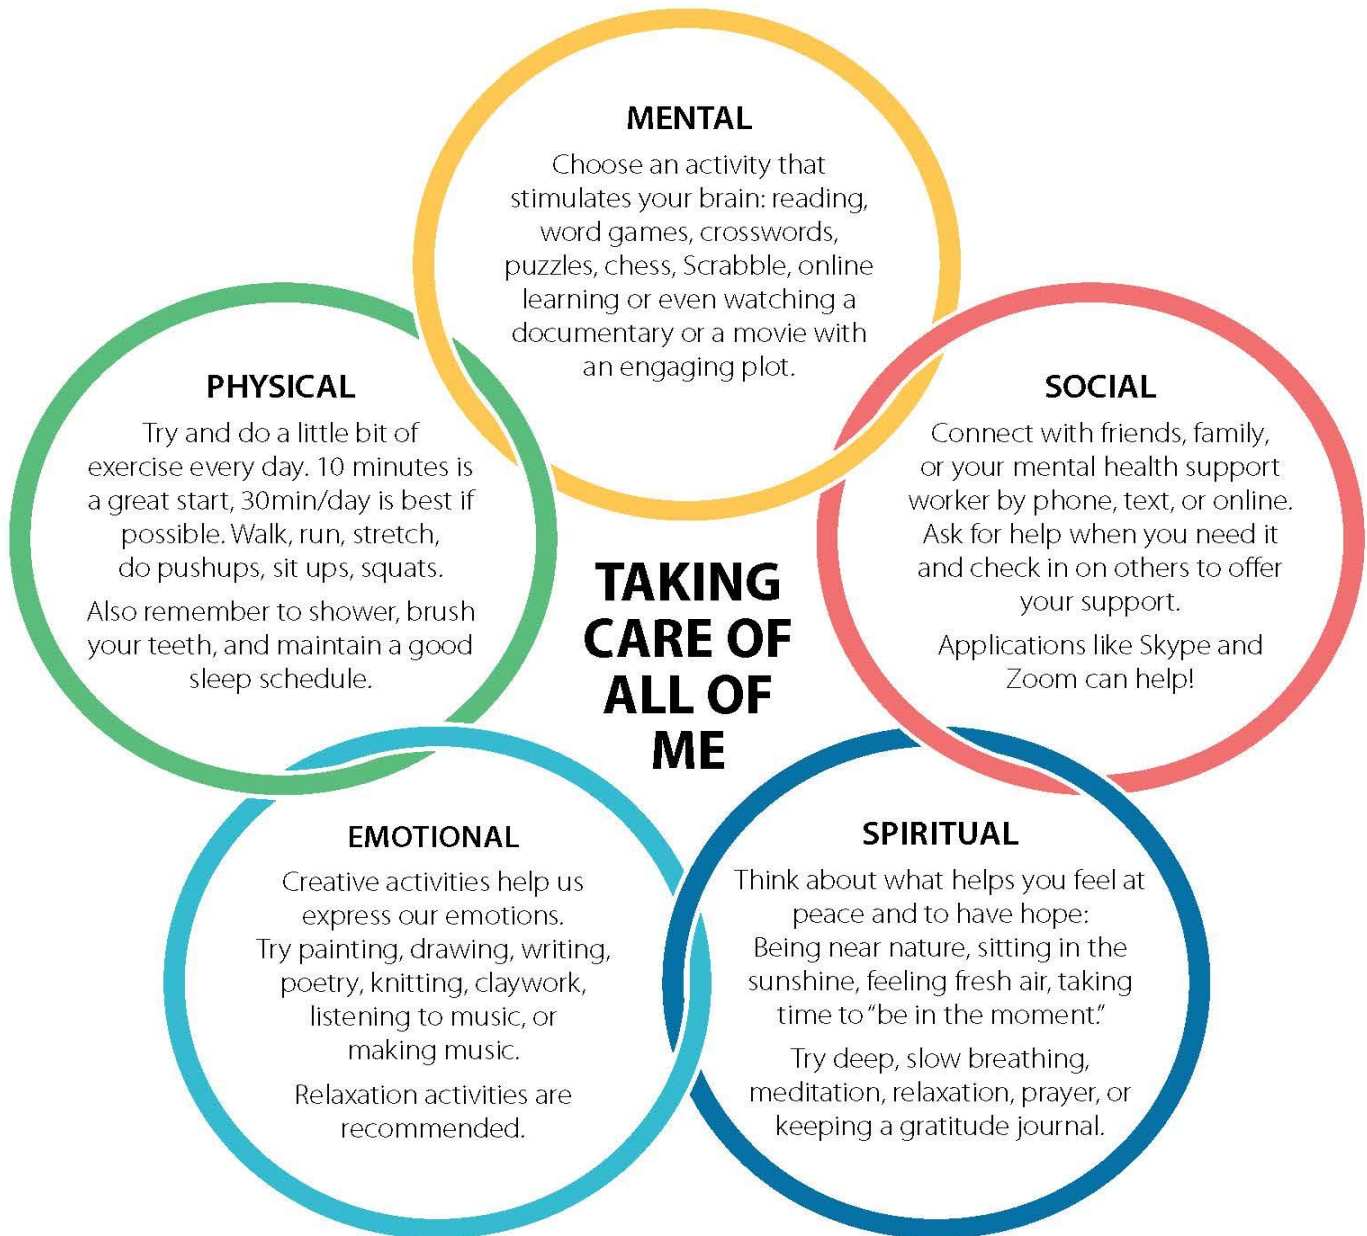 MENTAL
Choose an activity that
stimulates your brain: reading,
word games, crosswords,
puzzles, chess, Scrabble, online
learning or even watching a
documentary or a movie with
an engaging plot.
PHYSICAL
Try and do a little bit of
exercise every day. 10 minutes is
a great start, 30min/day is best if
possible. Walk, run, stretch,
do pushups, sit ups, squats.
Also remember to shower, brush
your teeth, and maintain a good
sleep schedule.
SOCIAL
Connect with friends, family,
or your mental health support
worker by phone, text, or online.
Ask for help when you need it
and check in on others to offer
your support.
Applications like Skype and
Zoom can help!
TAKING
CARE OF
ALL OF
ME
EMOTIONAL
Creative activities help us
express our emotions.
Try painting, drawing, writing,
poetry, knitting, claywork,
listening to music, or
making music.
Relaxation activities are
recommended.
SPIRITUAL
Think about what helps you feel at
peace and to have hope:
Being near nature, sitting in the
sunshine, feeling fresh air, taking
time to “be in the moment.”
Try deep, slow breathing,
meditation, relaxation, prayer, or
keeping a gratitude journal.